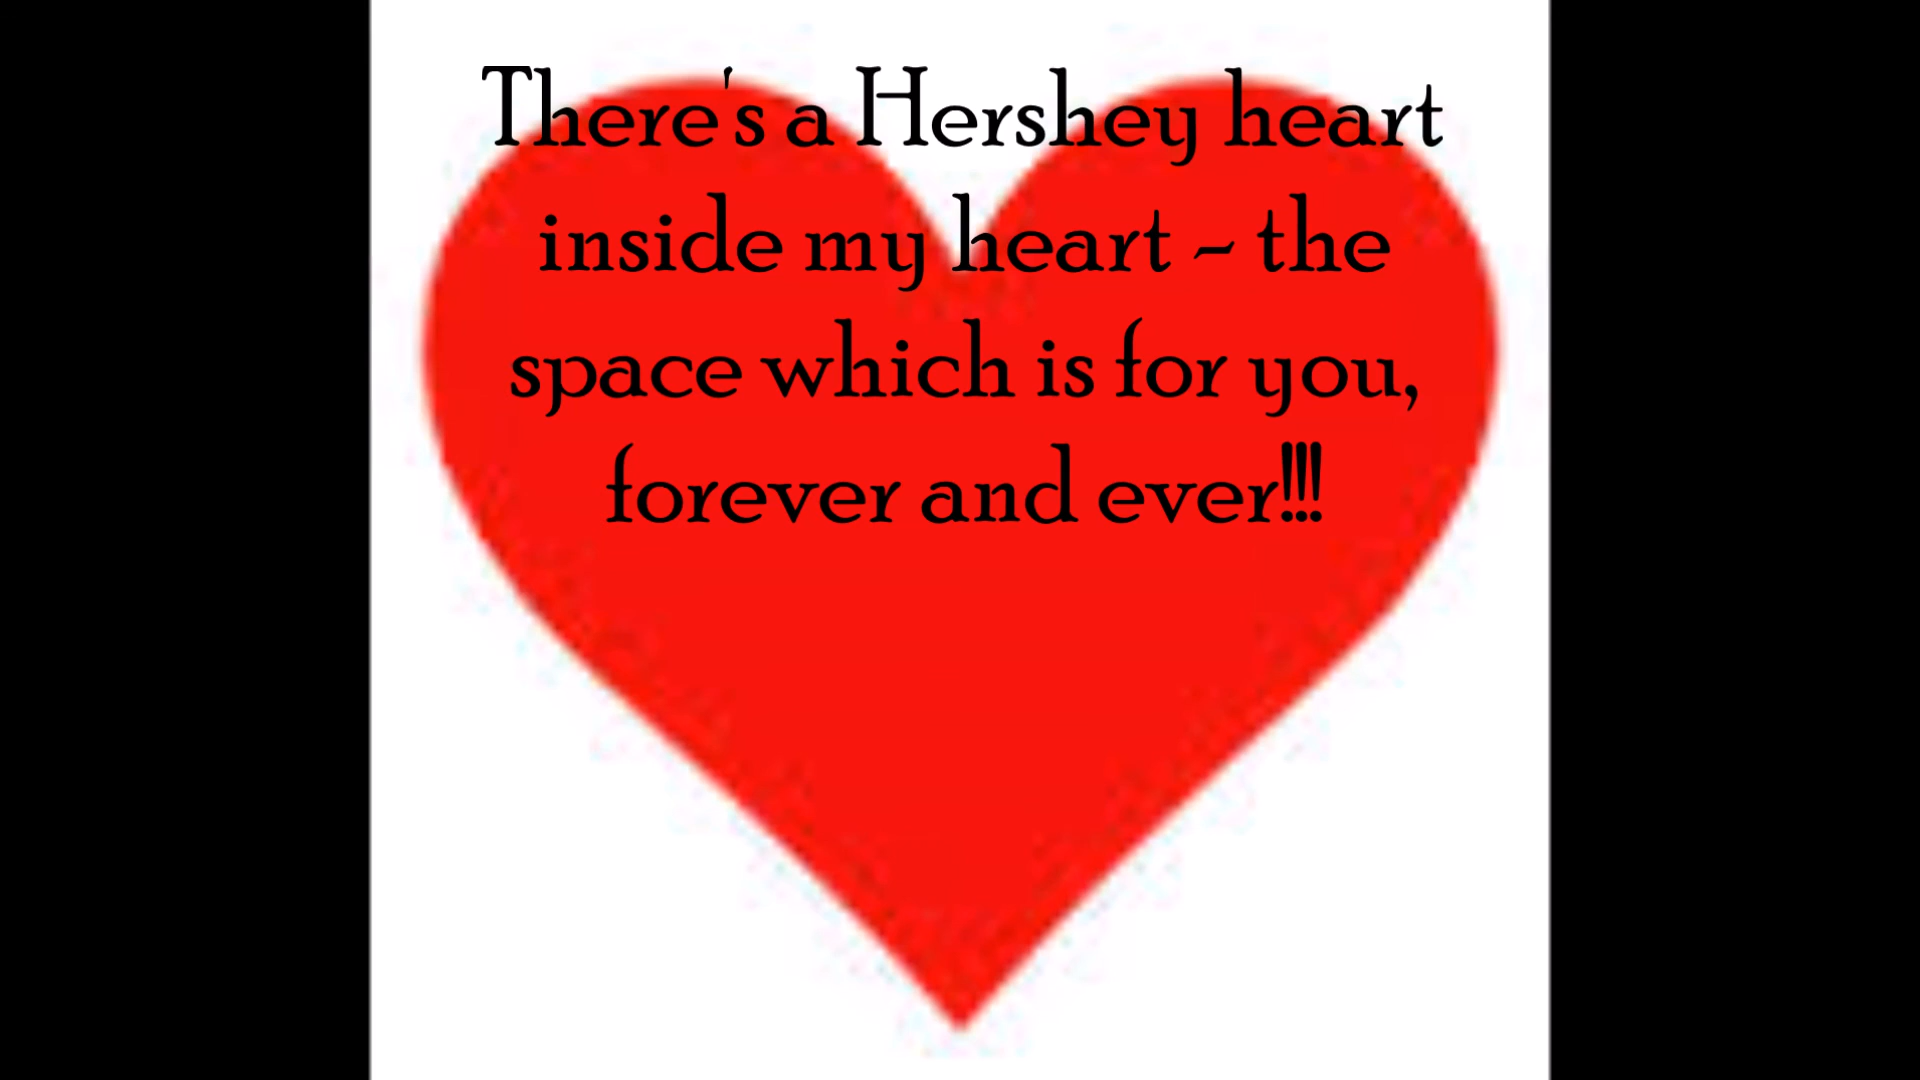 There's a Hershey heart
inside my heart - the
space which is for you,
forever and ever!!!